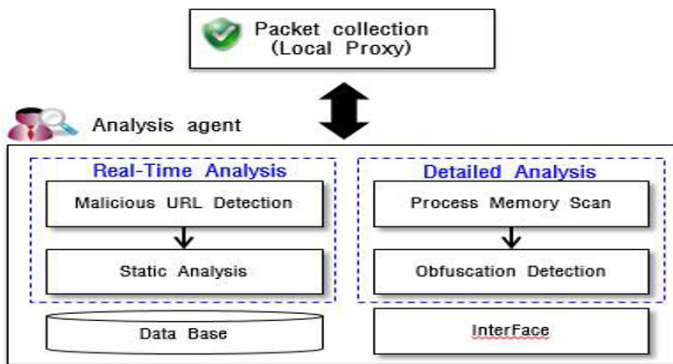 Packet collection
(Local Proxy)
Analysis agent
Real-Time Analysis
Malicious URL Detection
Static Analysis
Data Base
Detailed Analysis
Process Memory Scan
Obfuscation Detection
InterFace